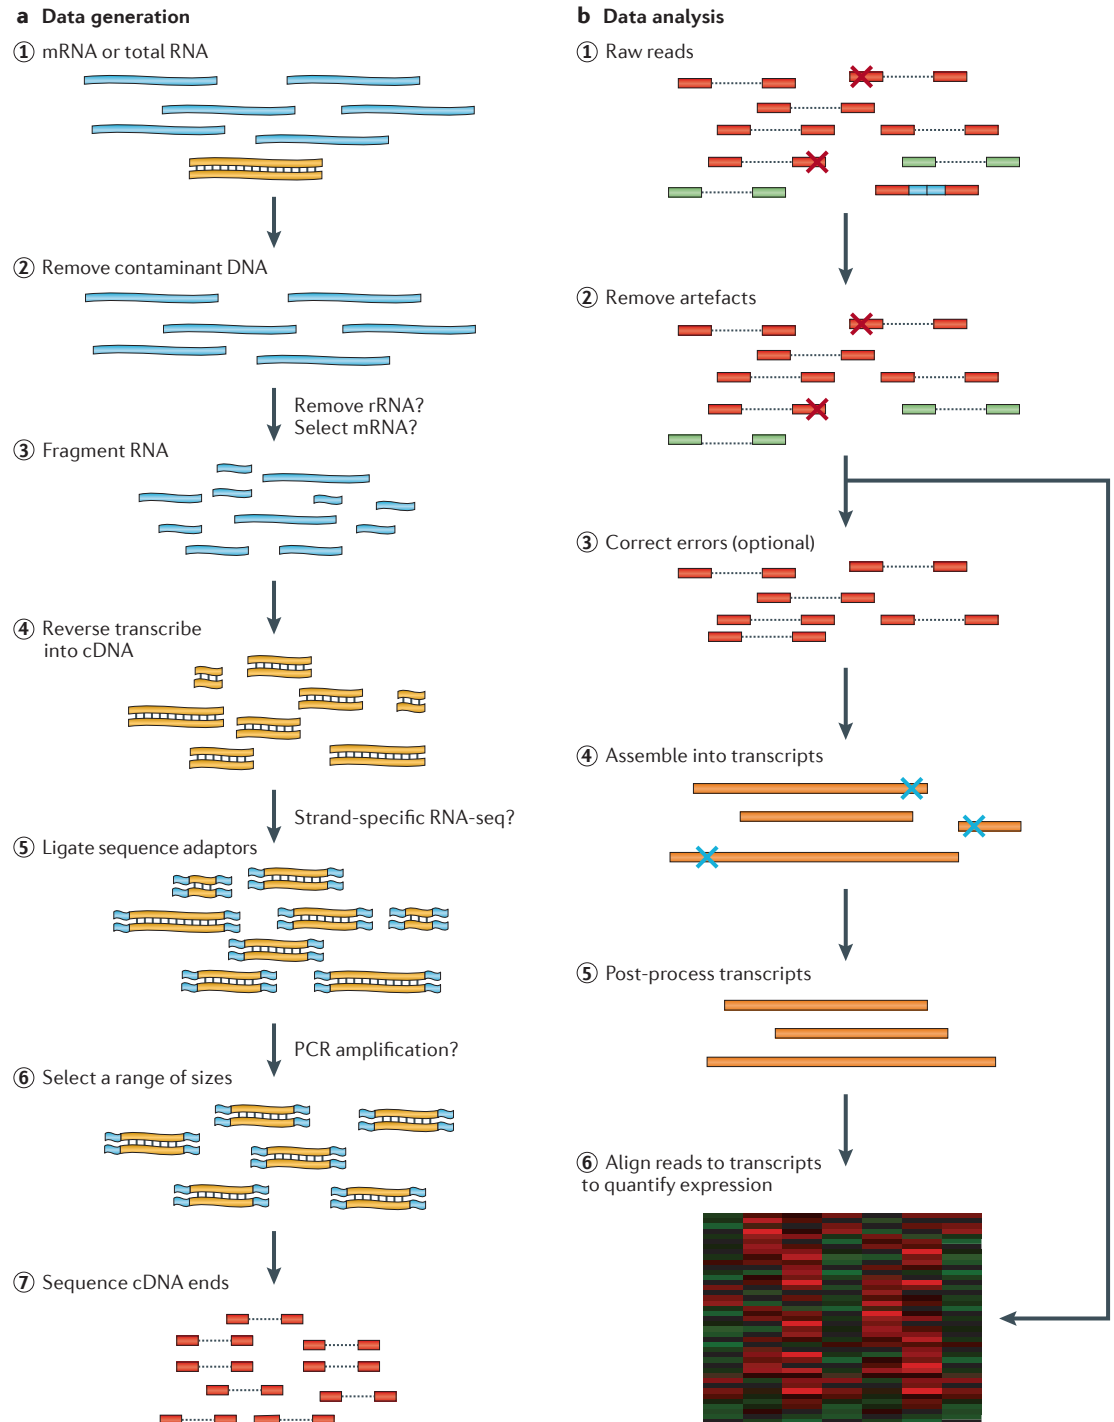 a Data generation
① mRNA or total RNA
② Remove contaminant DNA
Remove rRNA?
Select mRNA?
③ Fragment RNA
④ Reverse transcribe
into cDNA
Strand-specific RNA-seq?
⑤ Ligate sequence adaptors
PCR amplification?
⑥ Select a range of sizes
⑦ Sequence cDNA ends
b Data analysis
① Raw reads
② Remove artefacts
③ Correct errors (optional)
④ Assemble into transcripts
⑤ Post-process transcripts
⑥ Align reads to transcripts
to quantify expression